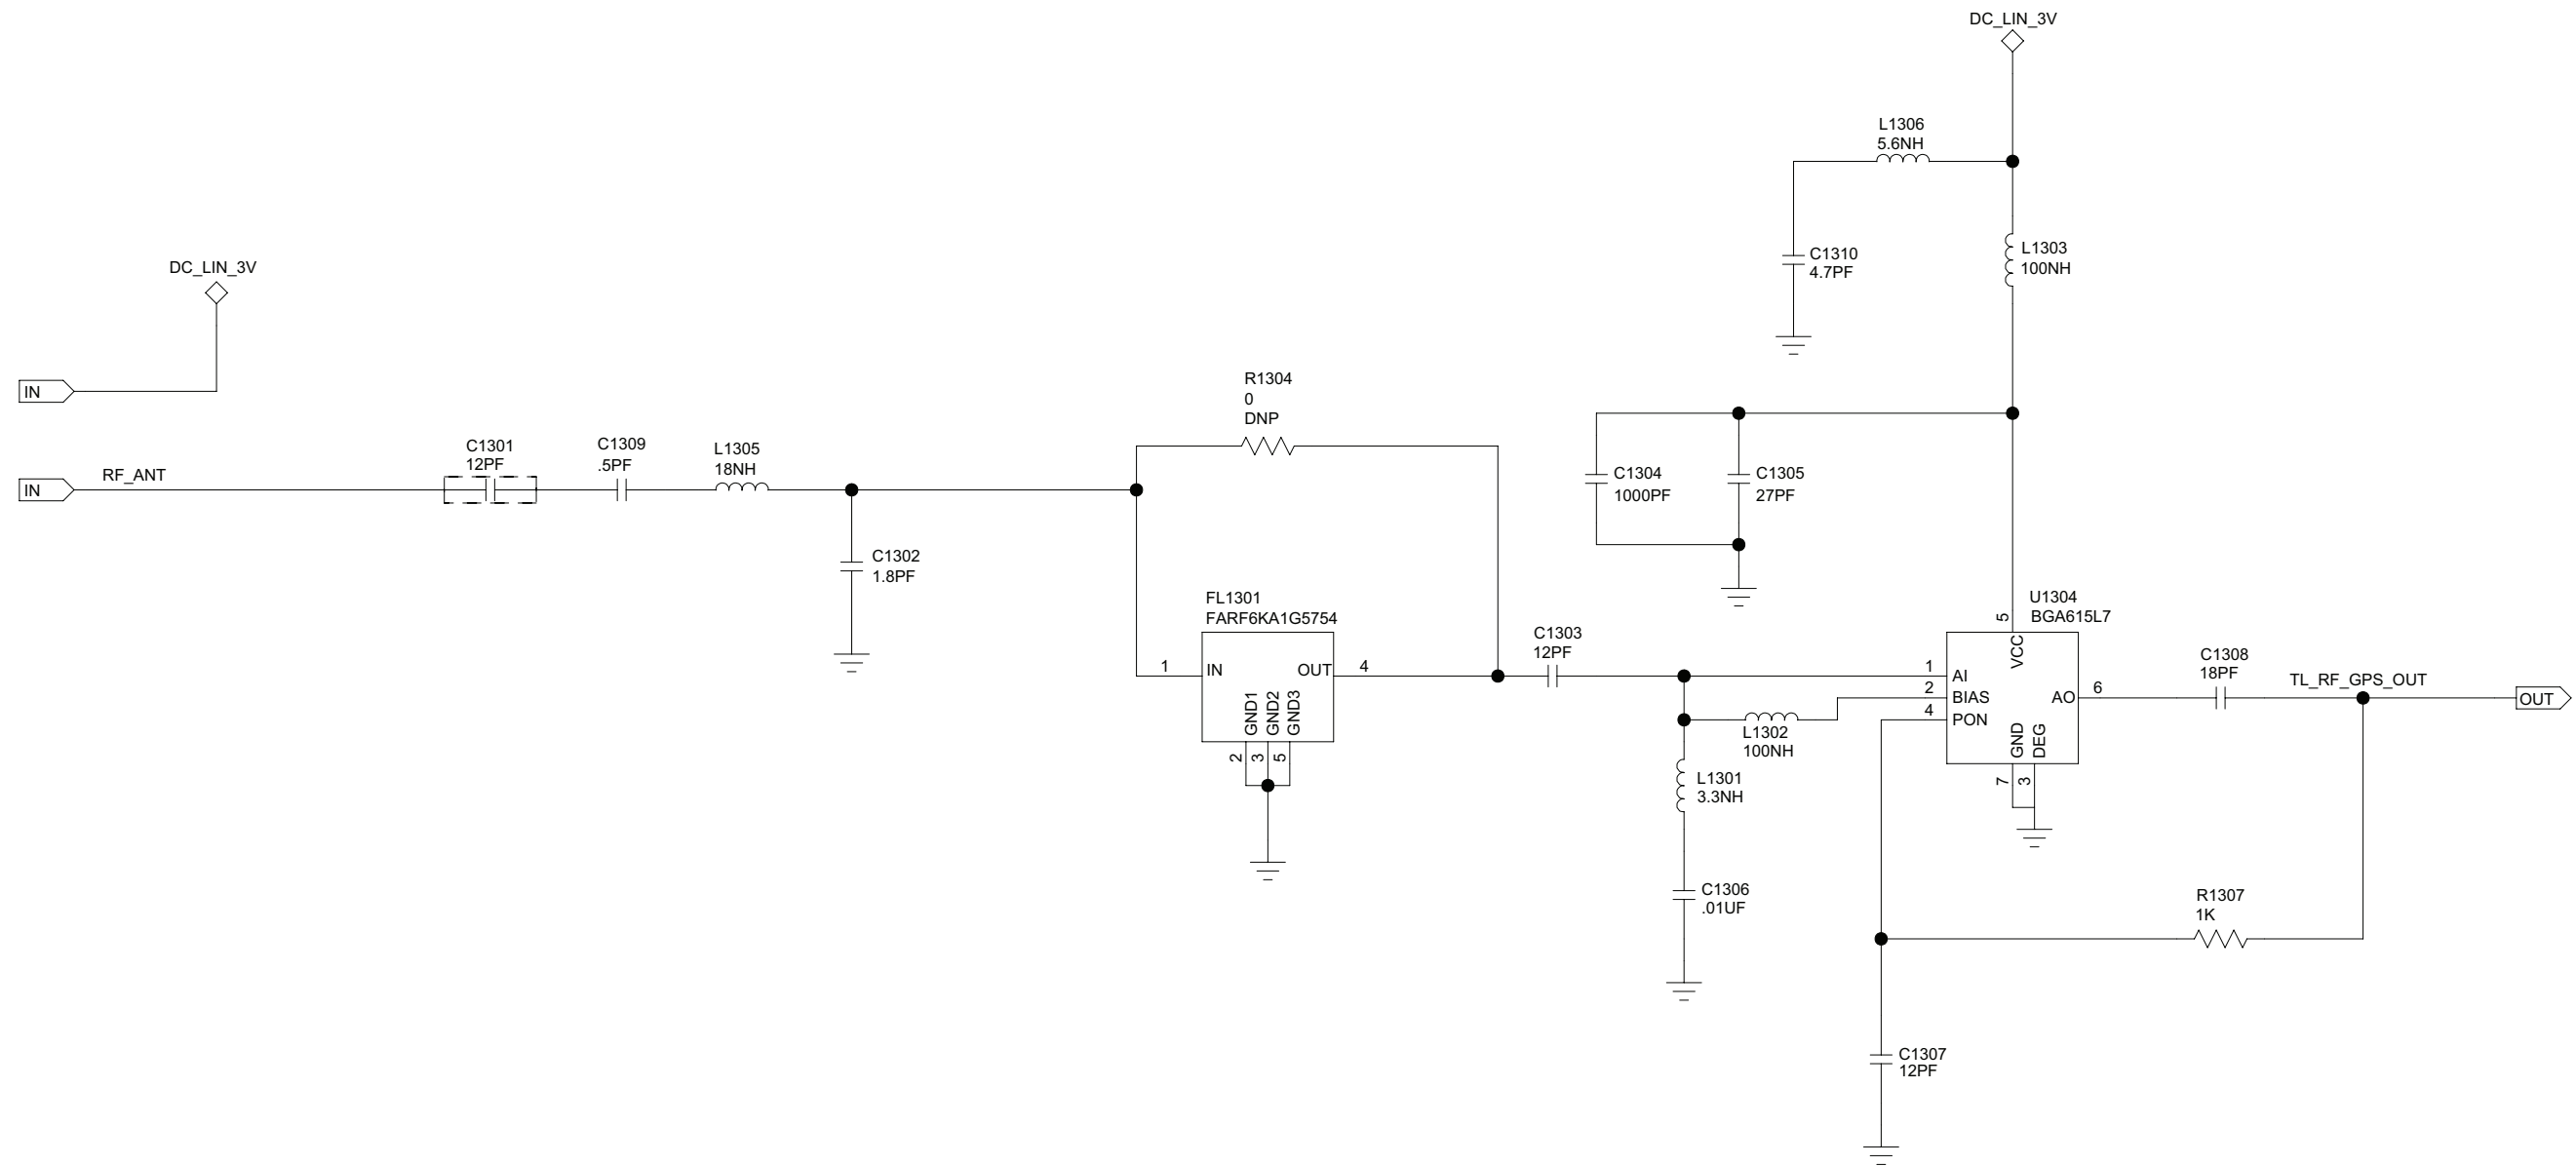 DC_LIN_3V
L1306
5.6NH
L1303
100NH
C1310
4.7PF
DC_LIN_3V
IN
R1304
0
DNP
IN
RF_ANT
C1301
12PF
C1309
.5PF
L1305
18NH
C1302
1.8PF
C1304
1000PF
C1305
27PF
FL1301
FARF6KA1G5754
1
IN
OUT
4
GND1
GND2
GND3
2
3
5
C1303
12PF
U1304
BGA615L7
5
VCC
1
AI
2
BIAS
4
PON
AO
6
GND
DEG
7
3
C1308
18PF
TL_RF_GPS_OUT
OUT
L1302
100NH
L1301
3.3NH
C1306
.01UF
R1307
1K
C1307
12PF